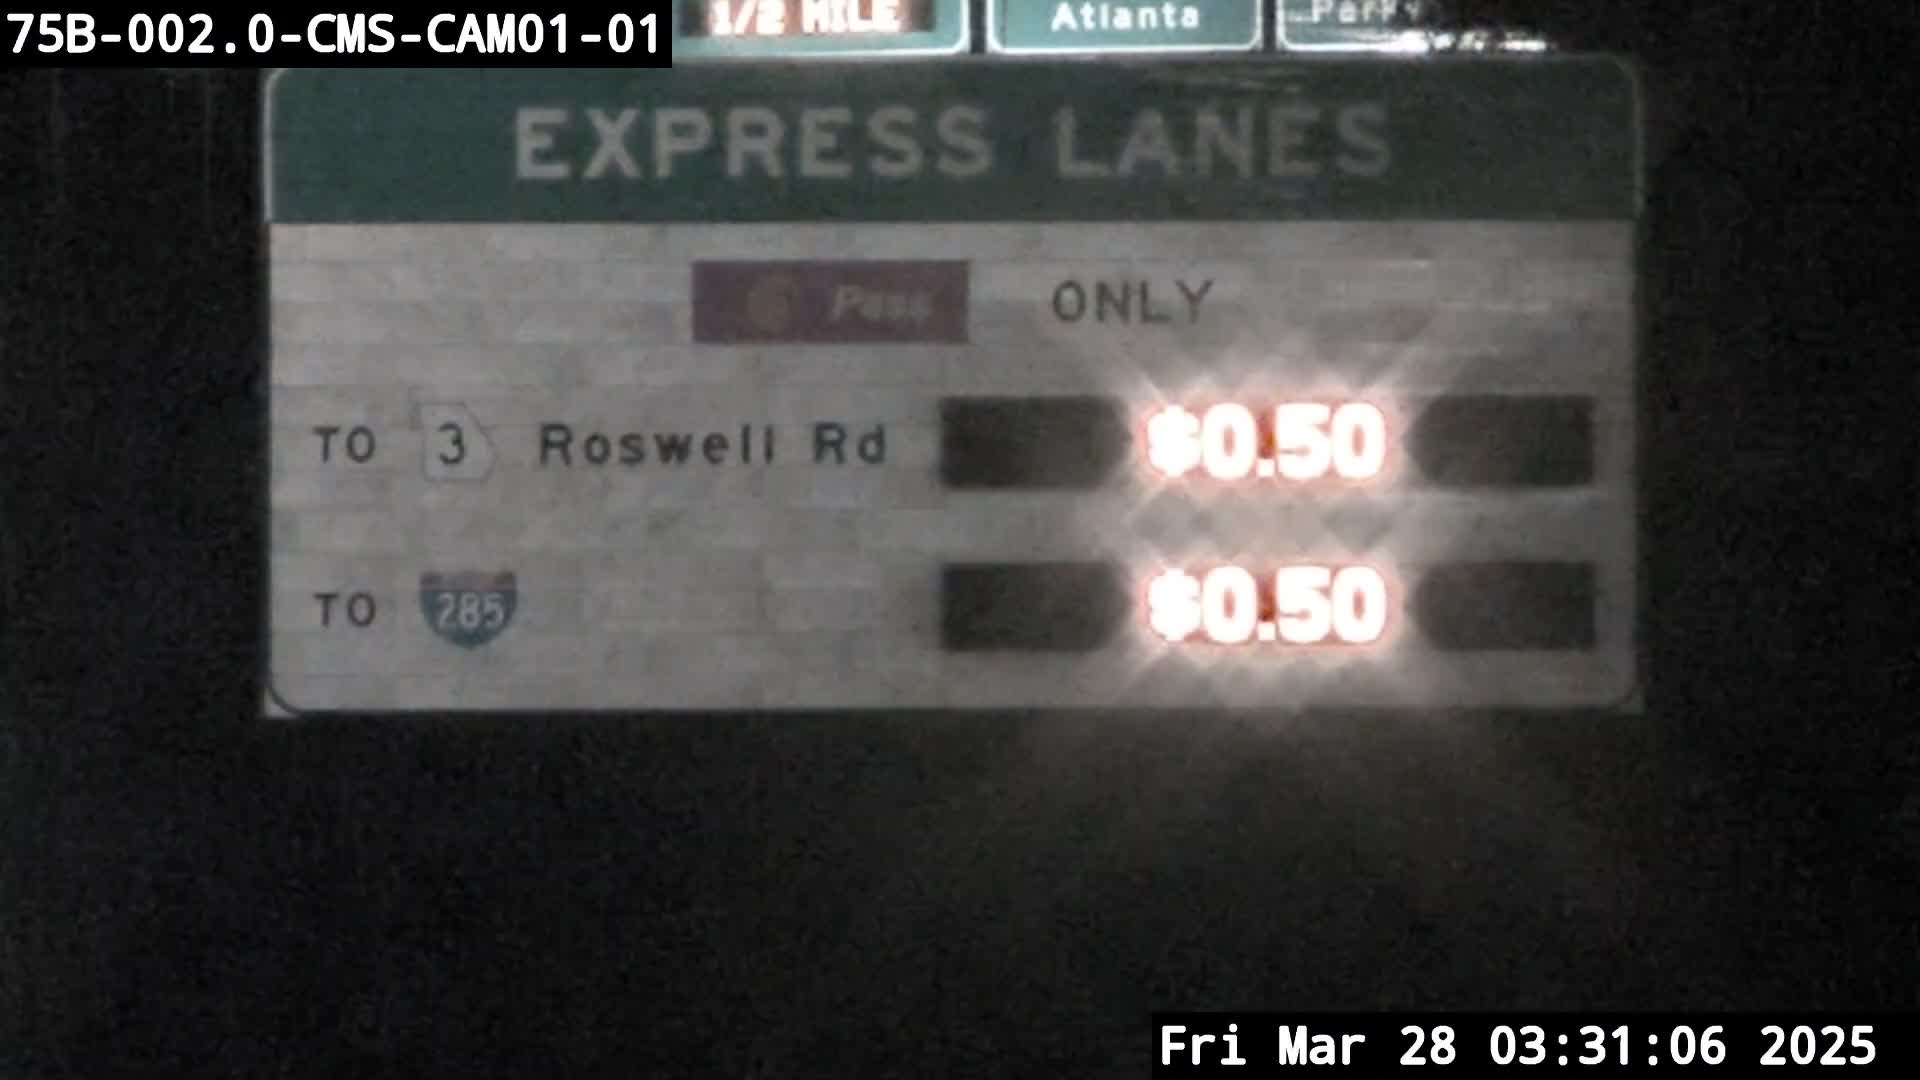 75B-002.0-CMS-CAM01-01
1/2 MILE
Atlanta
EXPRESS LANES
Pass ONLY
TO 3 Roswell Rd $0.50
TO 285 $0.50
Fri Mar 28 03:31:06 2025